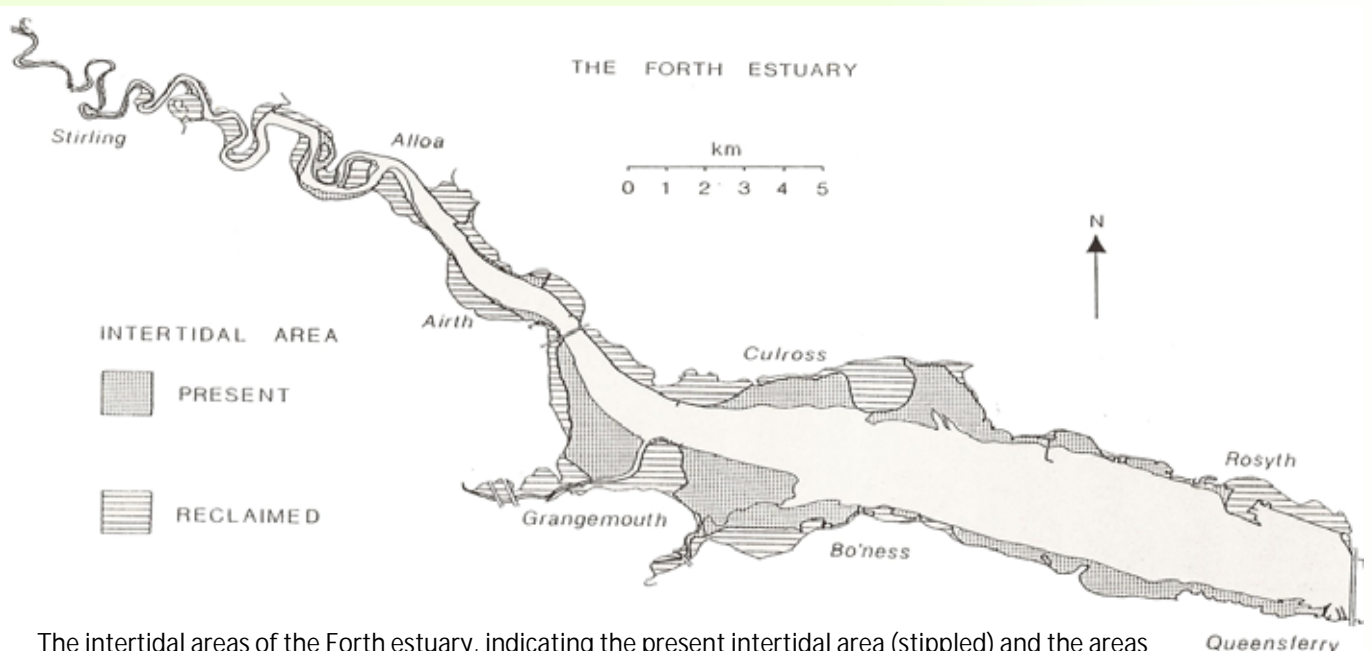 THE FORTH ESTUARY
Stirling
Alloa
km
0 1 2 3 4 5
N
Airth
INTERTIDAL AREA
PRESENT
RECLAIMED
Culross
Rosyth
Grangemouth
Bo'ness
Queensferry
The intertidal areas of the Forth estuary, indicating the present intertidal area (stippled) and the areas